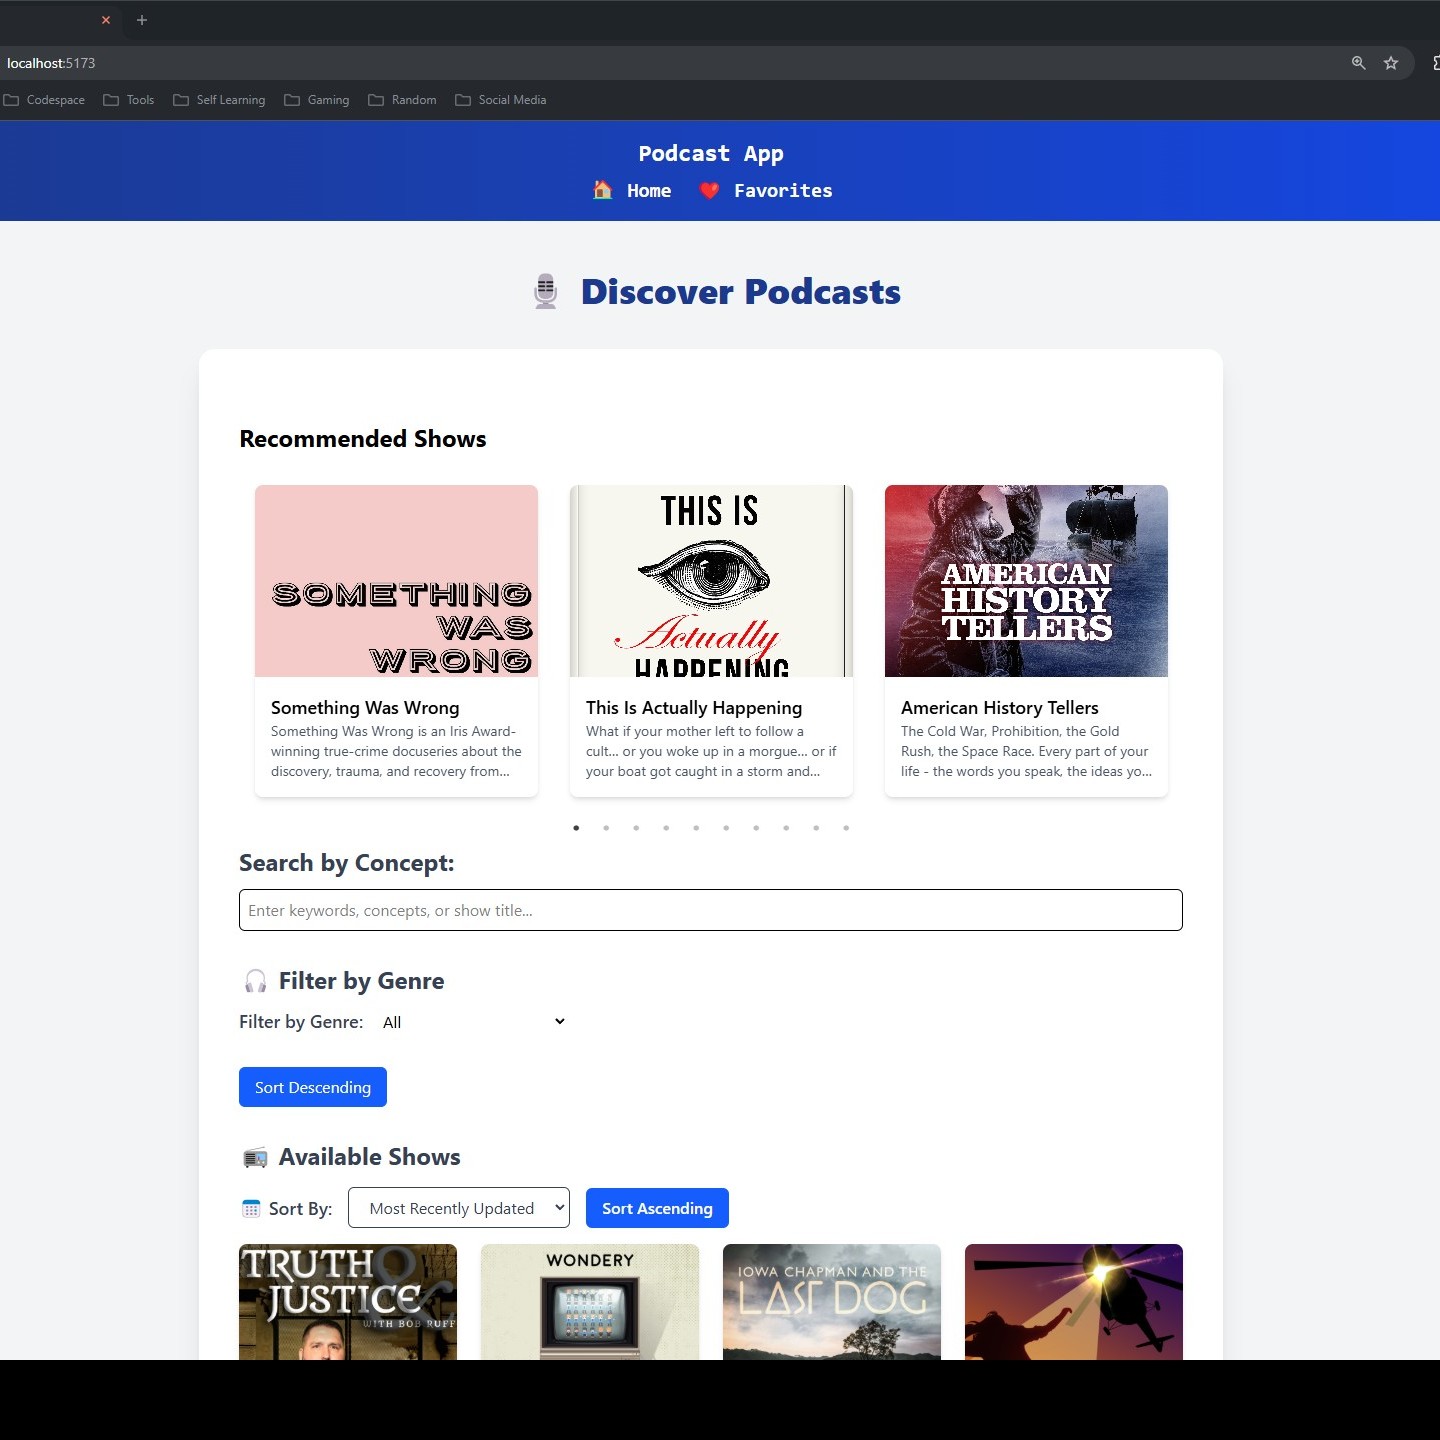 localhost:5173
Codespace Tools Self Learning Gaming Random Social Media
Podcast App
Home Favorites
Discover Podcasts
Recommended Shows
SOMETHING
WAS
WRONG
THIS IS
Actually
HAPPENING
AMERICAN
HISTORY
TELLERS
Something Was Wrong
Something Was Wrong is an Iris Award-
winning true-crime docuseries about the
discovery, trauma, and recovery from...
This Is Actually Happening
What if your mother left to follow a
cult... or you woke up in a morgue... or if
your boat got caught in a storm and...
American History Tellers
The Cold War, Prohibition, the Gold
Rush, the Space Race. Every part of your
life - the words you speak, the ideas yo...
Search by Concept:
Enter keywords, concepts, or show title...
Filter by Genre
Filter by Genre: All
Sort Descending
Available Shows
Sort By: Most Recently Updated Sort Ascending
TRUTH &
JUSTICE
WITH BOB RUFF
WONDERY
IOWA CHAPMAN AND THE
LAST DOG